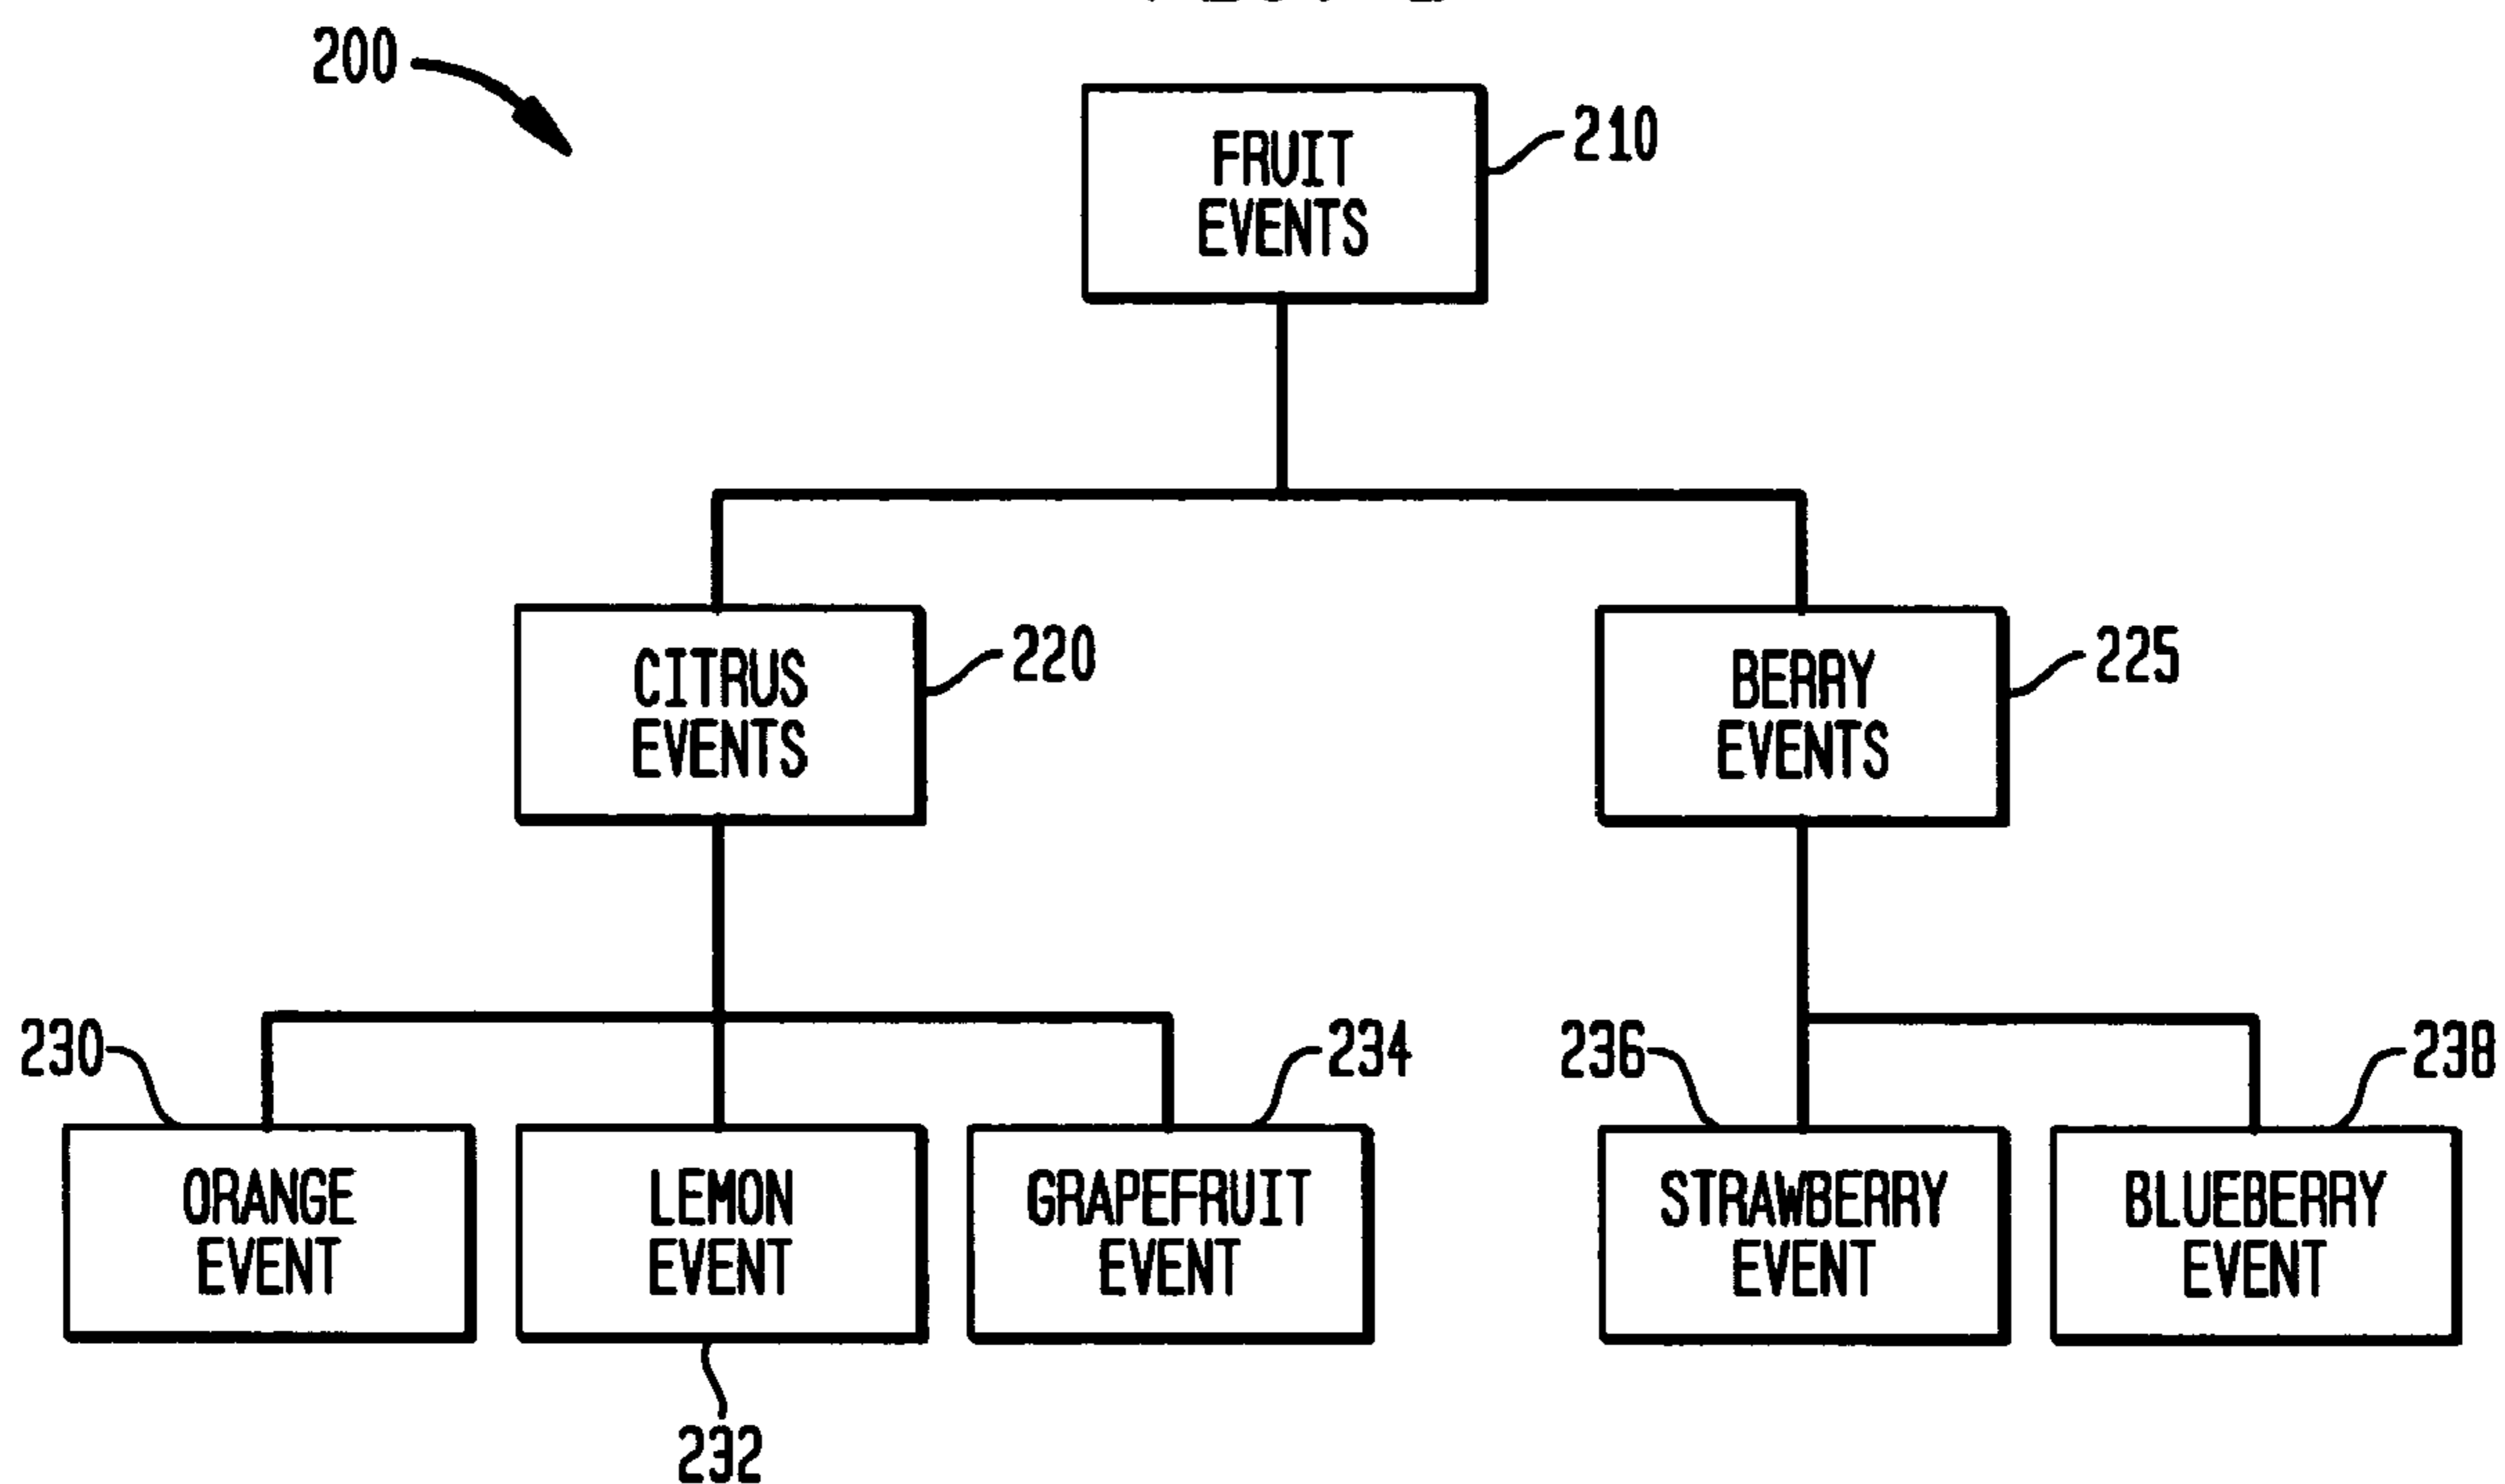 200
FRUIT
EVENTS
210
CITRUS
EVENTS
220
BERRY
EVENTS
225
230
234
236
238
ORANGE
EVENT
LEMON
EVENT
GRAPEFRUIT
EVENT
STRAWBERRY
EVENT
BLUEBERRY
EVENT
232